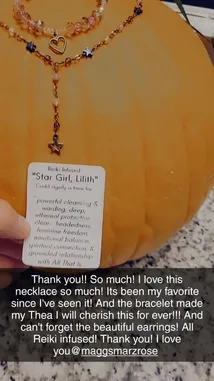 Reiki Infused
"Star Girl, Lilith"
powerful cleansing &
warding, deep,
ethereal protection
clear headedness,
feminine freedom
emotional balance,
spiritual connection, &
grounded relationship
with All That Is
Thank you!! So much! I love this
necklace so much! Its been my favorite
since I've seen it! And the bracelet made
my Thea I will cherish this for ever!!! And
can't forget the beautiful earrings! All
Reiki infused! Thank you! I love
you@maggsmarzrose